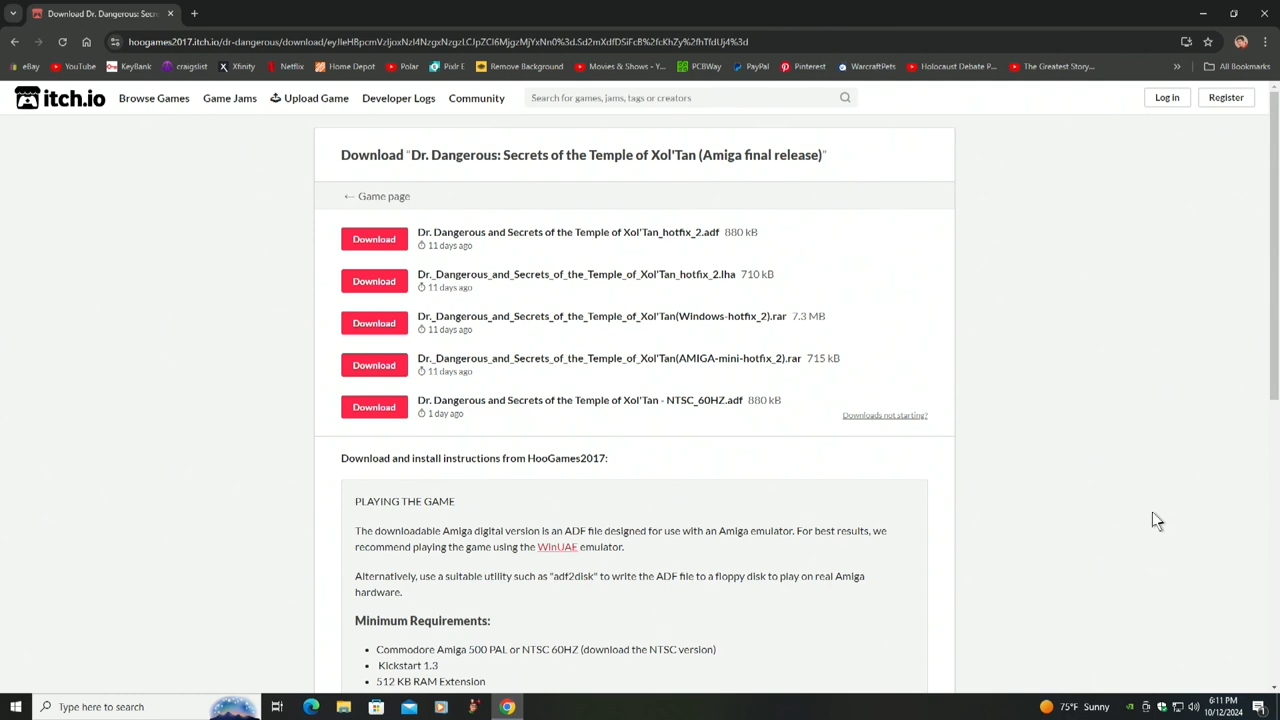 Download Dr. Dangerous: Secr
hoogames2017.itch.io/dr-dangerous/download/eyJleHBpcmVzIjoxNzI4NzgxNzgzLCJpZCI6MjgzMjYxNn0%3d.Sd2mXdfDSiFcB%2fcKhZy%2fhTfdUj4%3d
eBay YouTube KeyBank craigslist Xfinity Netflix Home Depot Polar Pixlr E Remove Background Movies & Shows - Y... PCBWay PayPal Pinterest WarcraftPets Holocaust Debate P... The Greatest Story... » All Bookmarks
itch.io Browse Games Game Jams Upload Game Developer Logs Community Search for games, jams, tags or creators Log in Register
Download “Dr. Dangerous: Secrets of the Temple of Xol'Tan (Amiga final release)”
← Game page
Download Dr. Dangerous and Secrets of the Temple of Xol'Tan_hotfix_2.adf 880 kB
11 days ago
Download Dr._Dangerous_and_Secrets_of_the_Temple_of_Xol'Tan_hotfix_2.lha 710 kB
11 days ago
Download Dr._Dangerous_and_Secrets_of_the_Temple_of_Xol'Tan(Windows-hotfix_2).rar 7.3 MB
11 days ago
Download Dr._Dangerous_and_Secrets_of_the_Temple_of_Xol'Tan(AMIGA-mini-hotfix_2).rar 715 kB
11 days ago
Download Dr. Dangerous and Secrets of the Temple of Xol'Tan - NTSC_60HZ.adf 880 kB
1 day ago
Downloads not starting?
Download and install instructions from HooGames2017:
PLAYING THE GAME
The downloadable Amiga digital version is an ADF file designed for use with an Amiga emulator. For best results, we
recommend playing the game using the WinUAE emulator.
Alternatively, use a suitable utility such as "adf2disk" to write the ADF file to a floppy disk to play on real Amiga
hardware.
Minimum Requirements:
• Commodore Amiga 500 PAL or NTSC 60HZ (download the NTSC version)
• Kickstart 1.3
• 512 KB RAM Extension
Type here to search
75°F Sunny
6:11 PM
10/12/2024
1